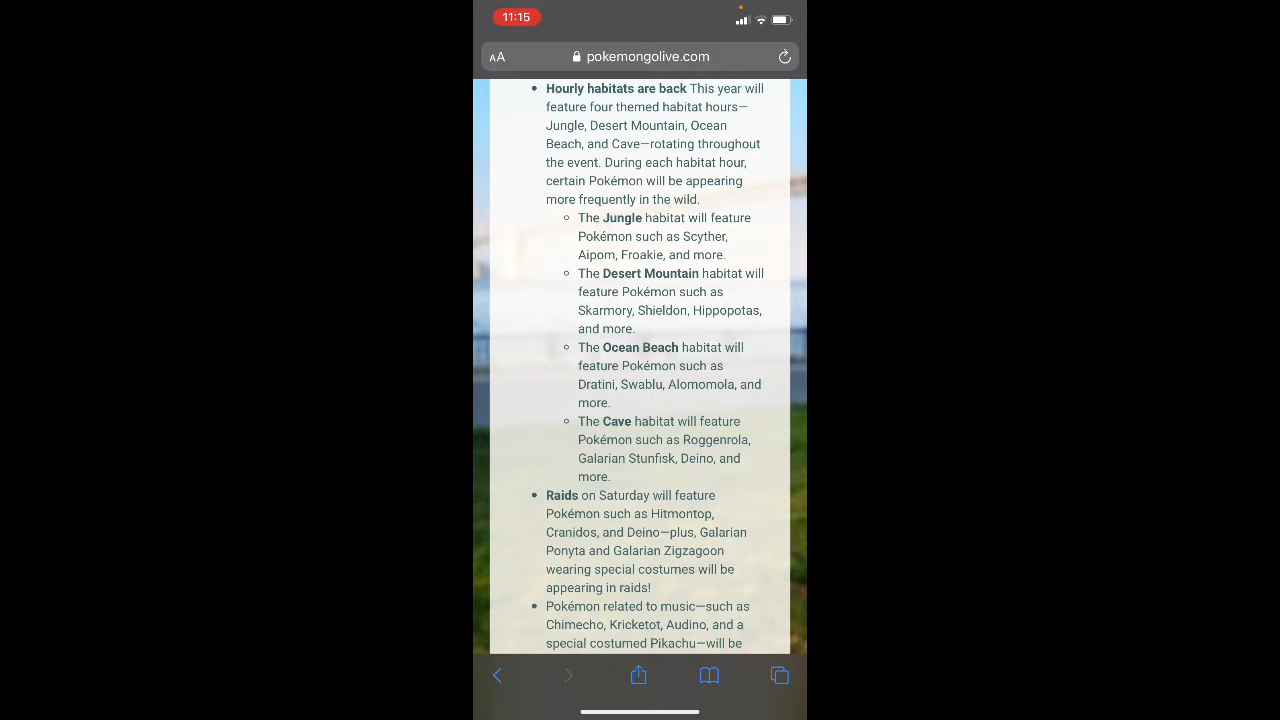 11:15
AA
pokemongolive.com
Hourly habitats are back This year will
feature four themed habitat hours—
Jungle, Desert Mountain, Ocean
Beach, and Cave—rotating throughout
the event. During each habitat hour,
certain Pokémon will be appearing
more frequently in the wild.
The Jungle habitat will feature
Pokémon such as Scyther,
Aipom, Froakie, and more.
The Desert Mountain habitat will
feature Pokémon such as
Skarmory, Shieldon, Hippopotas,
and more.
The Ocean Beach habitat will
feature Pokémon such as
Dratini, Swablu, Alomomola, and
more.
The Cave habitat will feature
Pokémon such as Roggenrola,
Galarian Stunfisk, Deino, and
more.
Raids on Saturday will feature
Pokémon such as Hitmontop,
Cranidos, and Deino—plus, Galarian
Ponyta and Galarian Zigzagoon
wearing special costumes will be
appearing in raids!
Pokémon related to music—such as
Chimecho, Kricketot, Audino, and a
special costumed Pikachu—will be